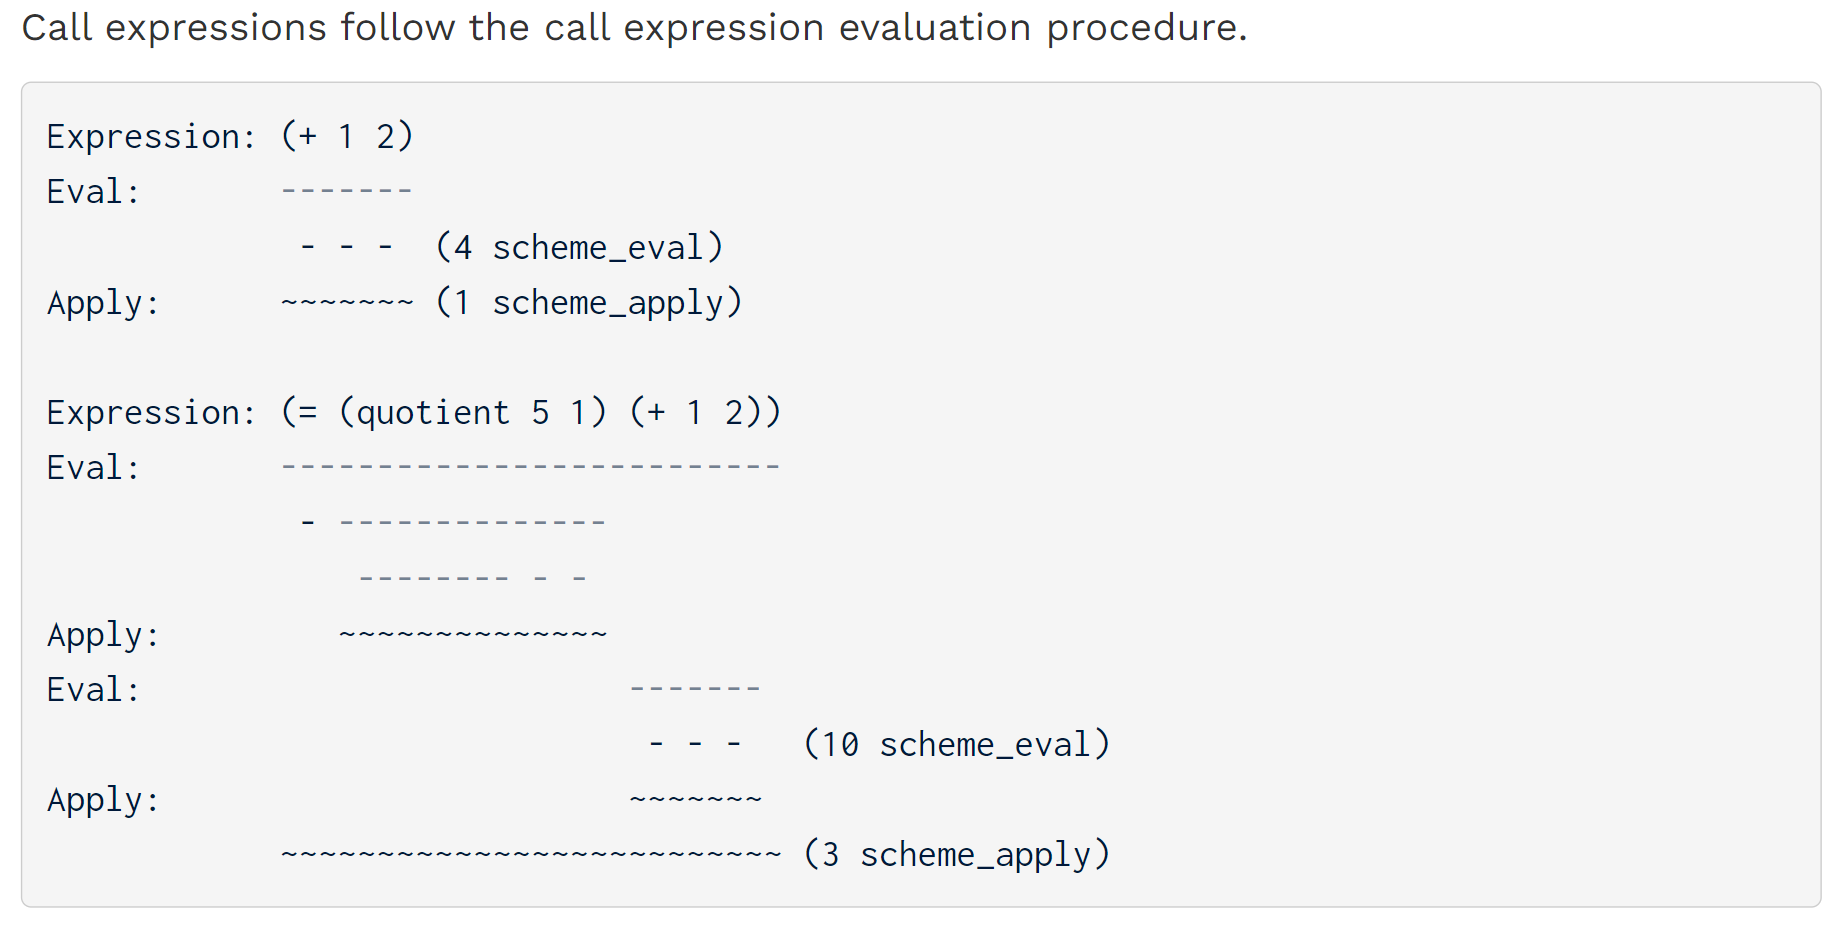 Call expressions follow the call expression evaluation procedure.
Expression: (+ 1 2)
Eval:       -------
             - - -  (4 scheme_eval)
Apply:      ~~~~~~~ (1 scheme_apply)
Expression: (= (quotient 5 1) (+ 1 2))
Eval:       --------------------------
             - --------------
                -------- - -
Apply:         ~~~~~~~~~~~~~~
Eval:                         -------
                               - - -   (10 scheme_eval)
Apply:                        ~~~~~~~
            ~~~~~~~~~~~~~~~~~~~~~~~~~~ (3 scheme_apply)